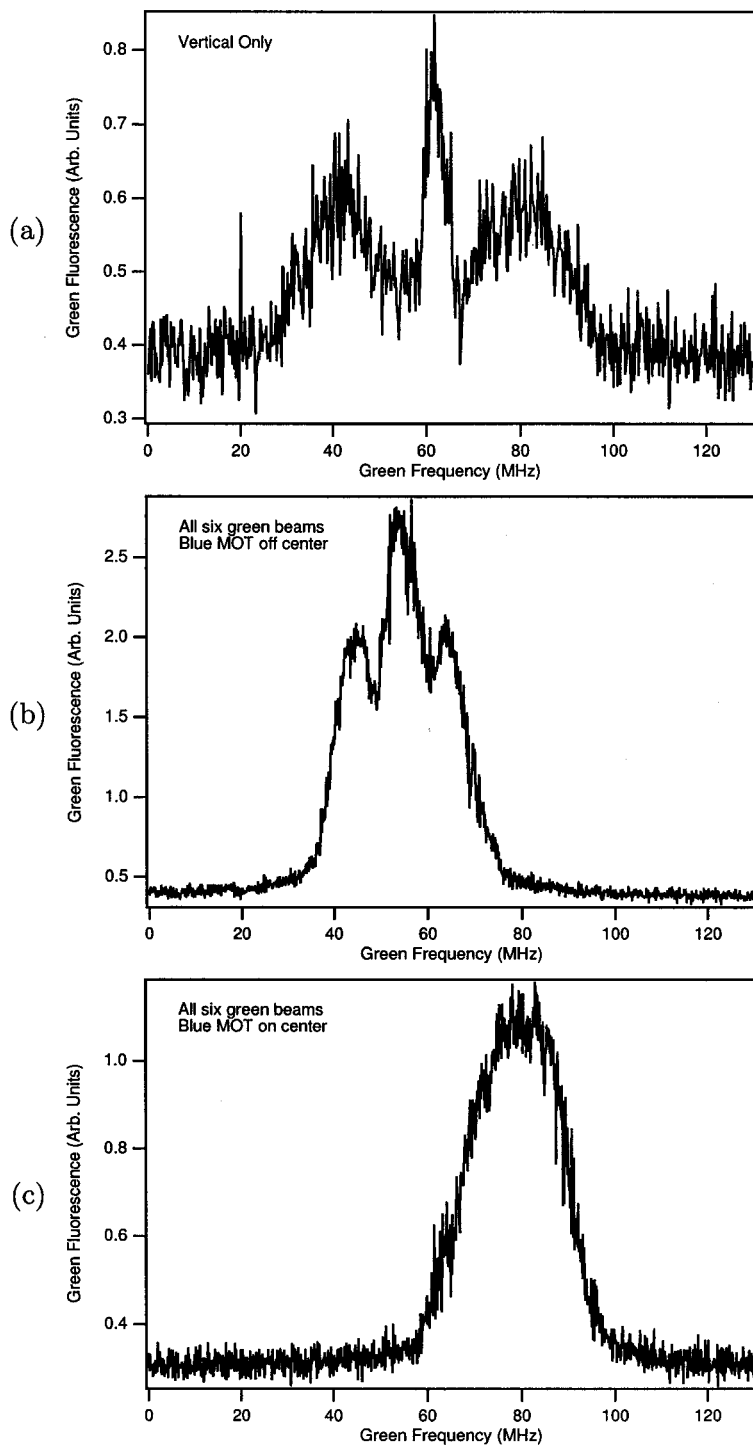 (a)
Green Fluorescence (Arb. Units)
0.8
0.7
0.6
0.5
0.4
0.3
Vertical Only
0 20 40 60 80 100 120
Green Frequency (MHz)
(b)
Green Fluorescence (Arb. Units)
2.5
2.0
1.5
1.0
0.5
All six green beams
Blue MOT off center
0 20 40 60 80 100 120
Green Frequency (MHz)
(c)
Green Fluorescence (Arb. Units)
1.0
0.8
0.6
0.4
All six green beams
Blue MOT on center
0 20 40 60 80 100 120
Green Frequency (MHz)